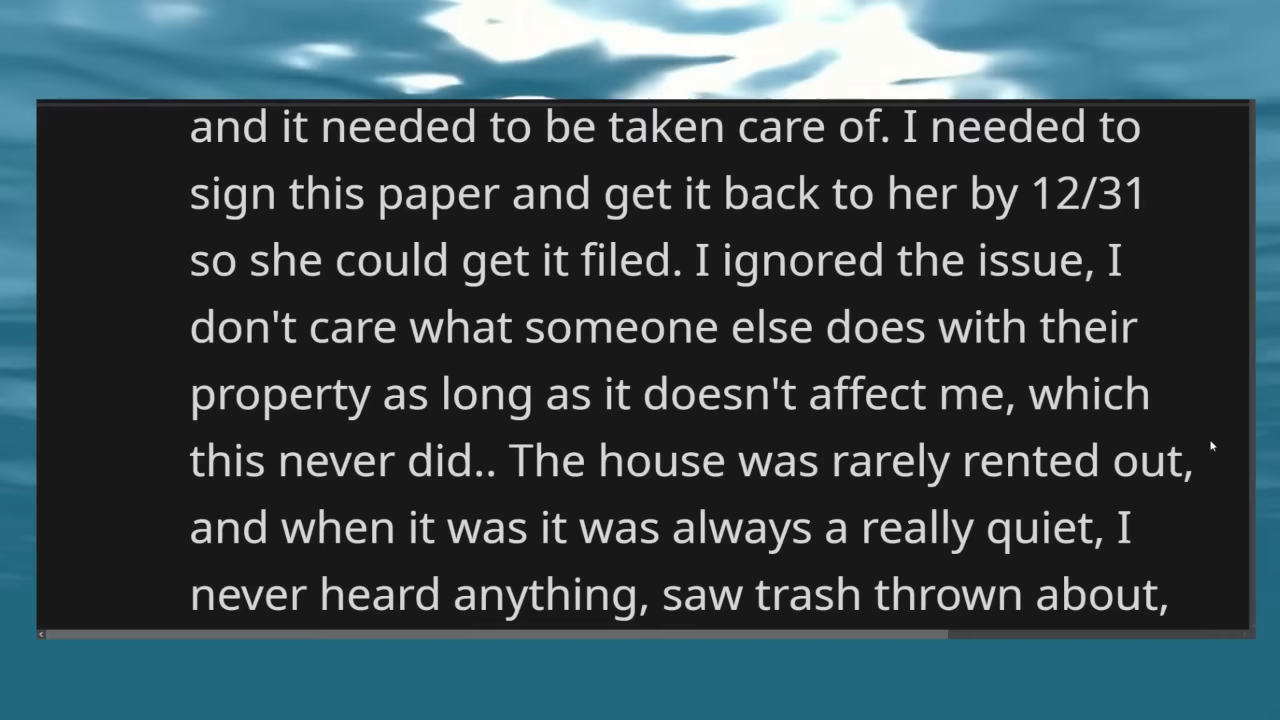 and it needed to be taken care of. I needed to
sign this paper and get it back to her by 12/31
so she could get it filed. I ignored the issue, I
don't care what someone else does with their
property as long as it doesn't affect me, which
this never did.. The house was rarely rented out,
and when it was it was always a really quiet, I
never heard anything, saw trash thrown about,